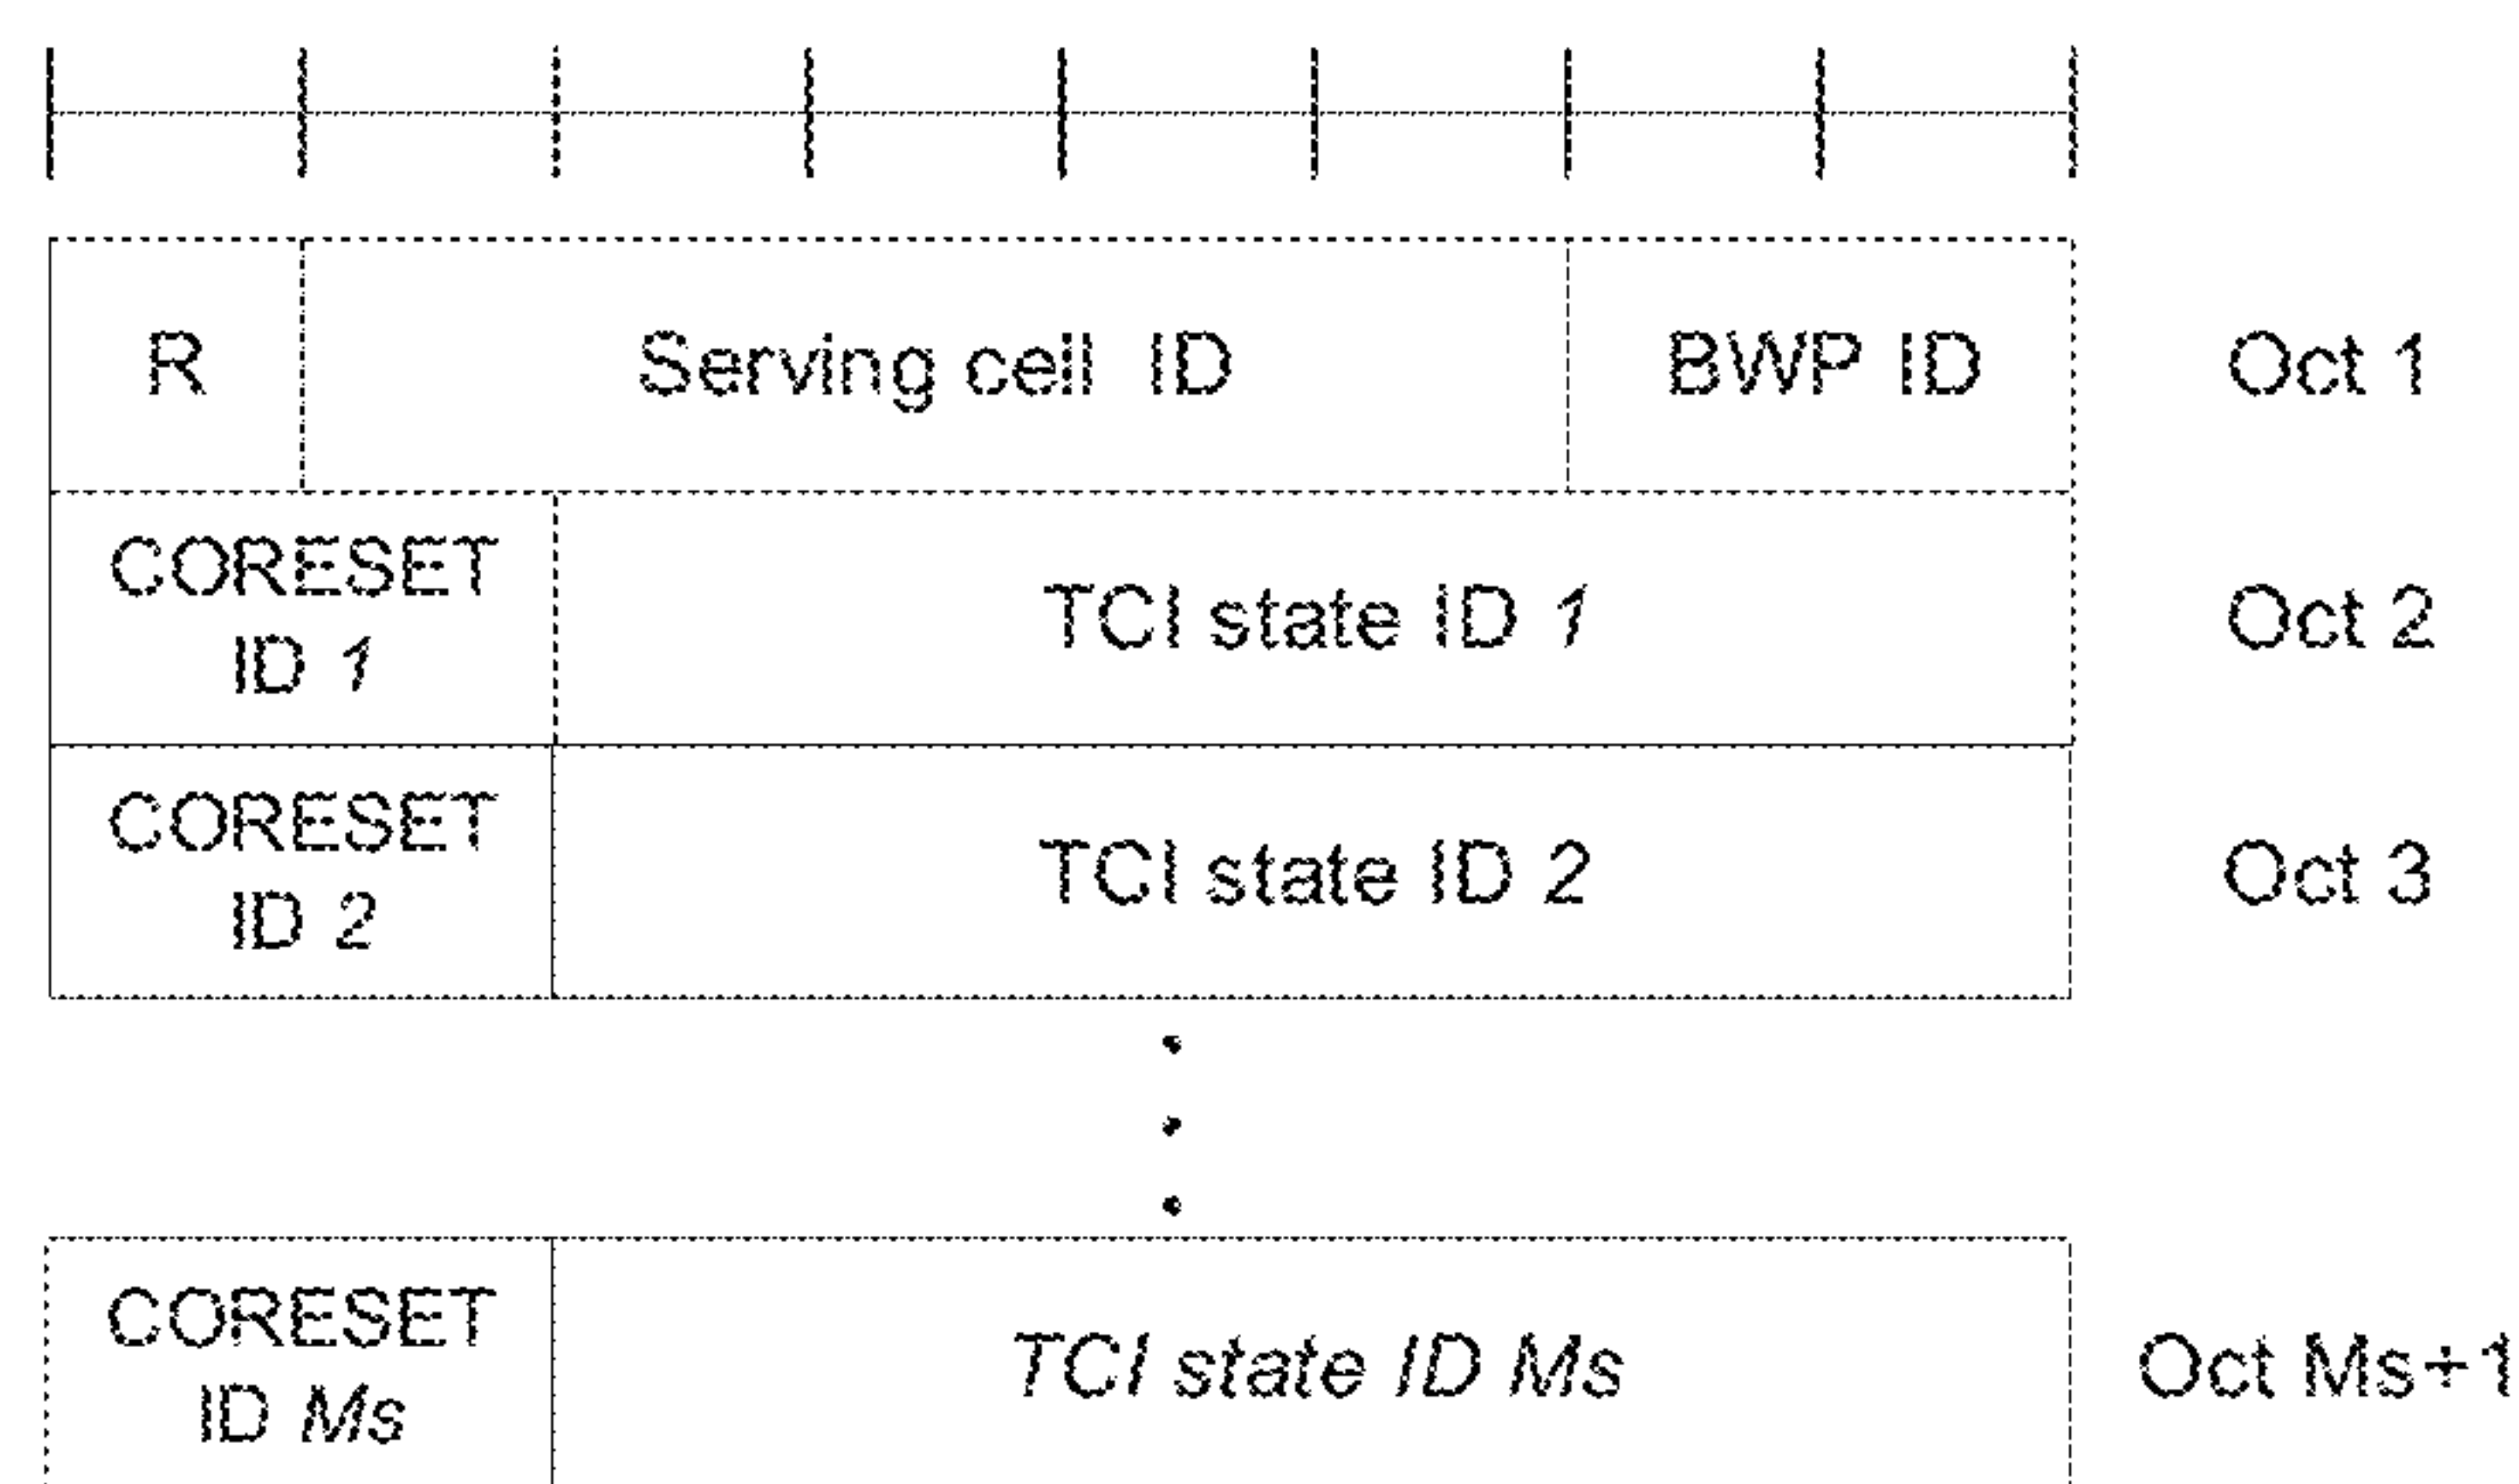 R Serving cell ID BWP ID Oct 1
CORESET
ID 1
TCI state ID 1 Oct 2
CORESET
ID 2
TCI state ID 2 Oct 3
CORESET
ID Ms
TCI state ID Ms Oct Ms+1